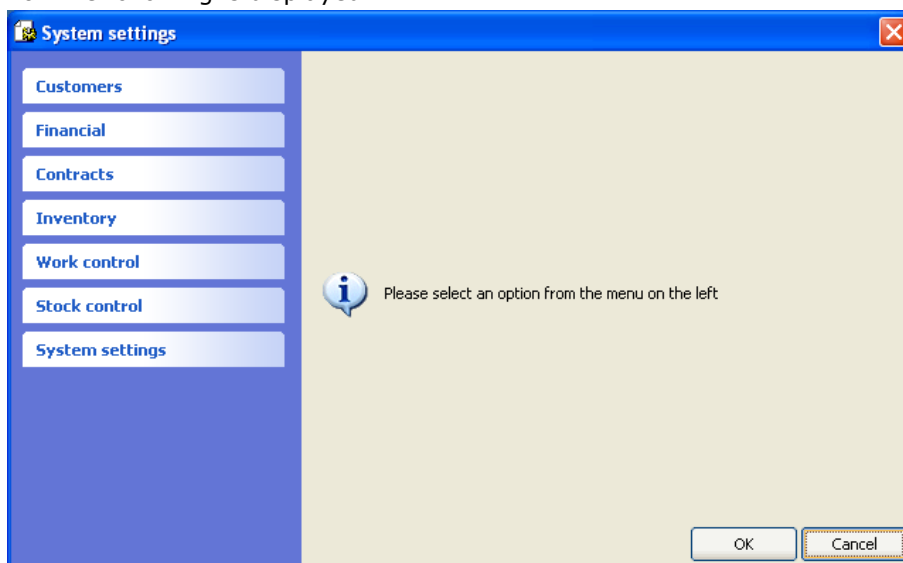 System settings
Customers
Financial
Contracts
Inventory
Work control
Stock control
System settings
Please select an option from the menu on the left
OK
Cancel